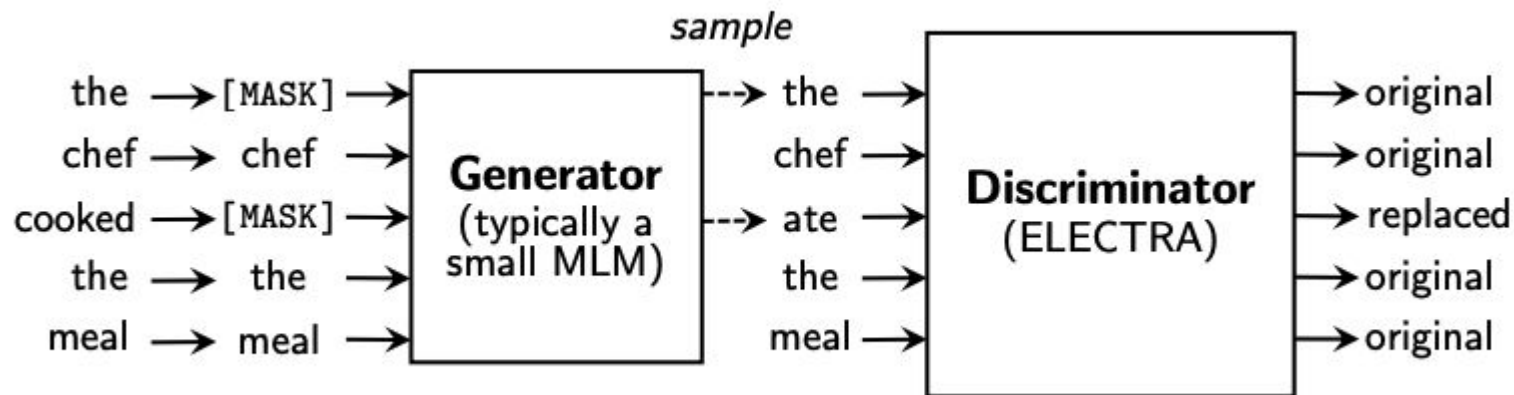 sample
the [MASK] the original
chef chef chef original
Generator
(typically a
small MLM)
Discriminator
(ELECTRA)
cooked [MASK] ate replaced
the the the original
meal meal meal original